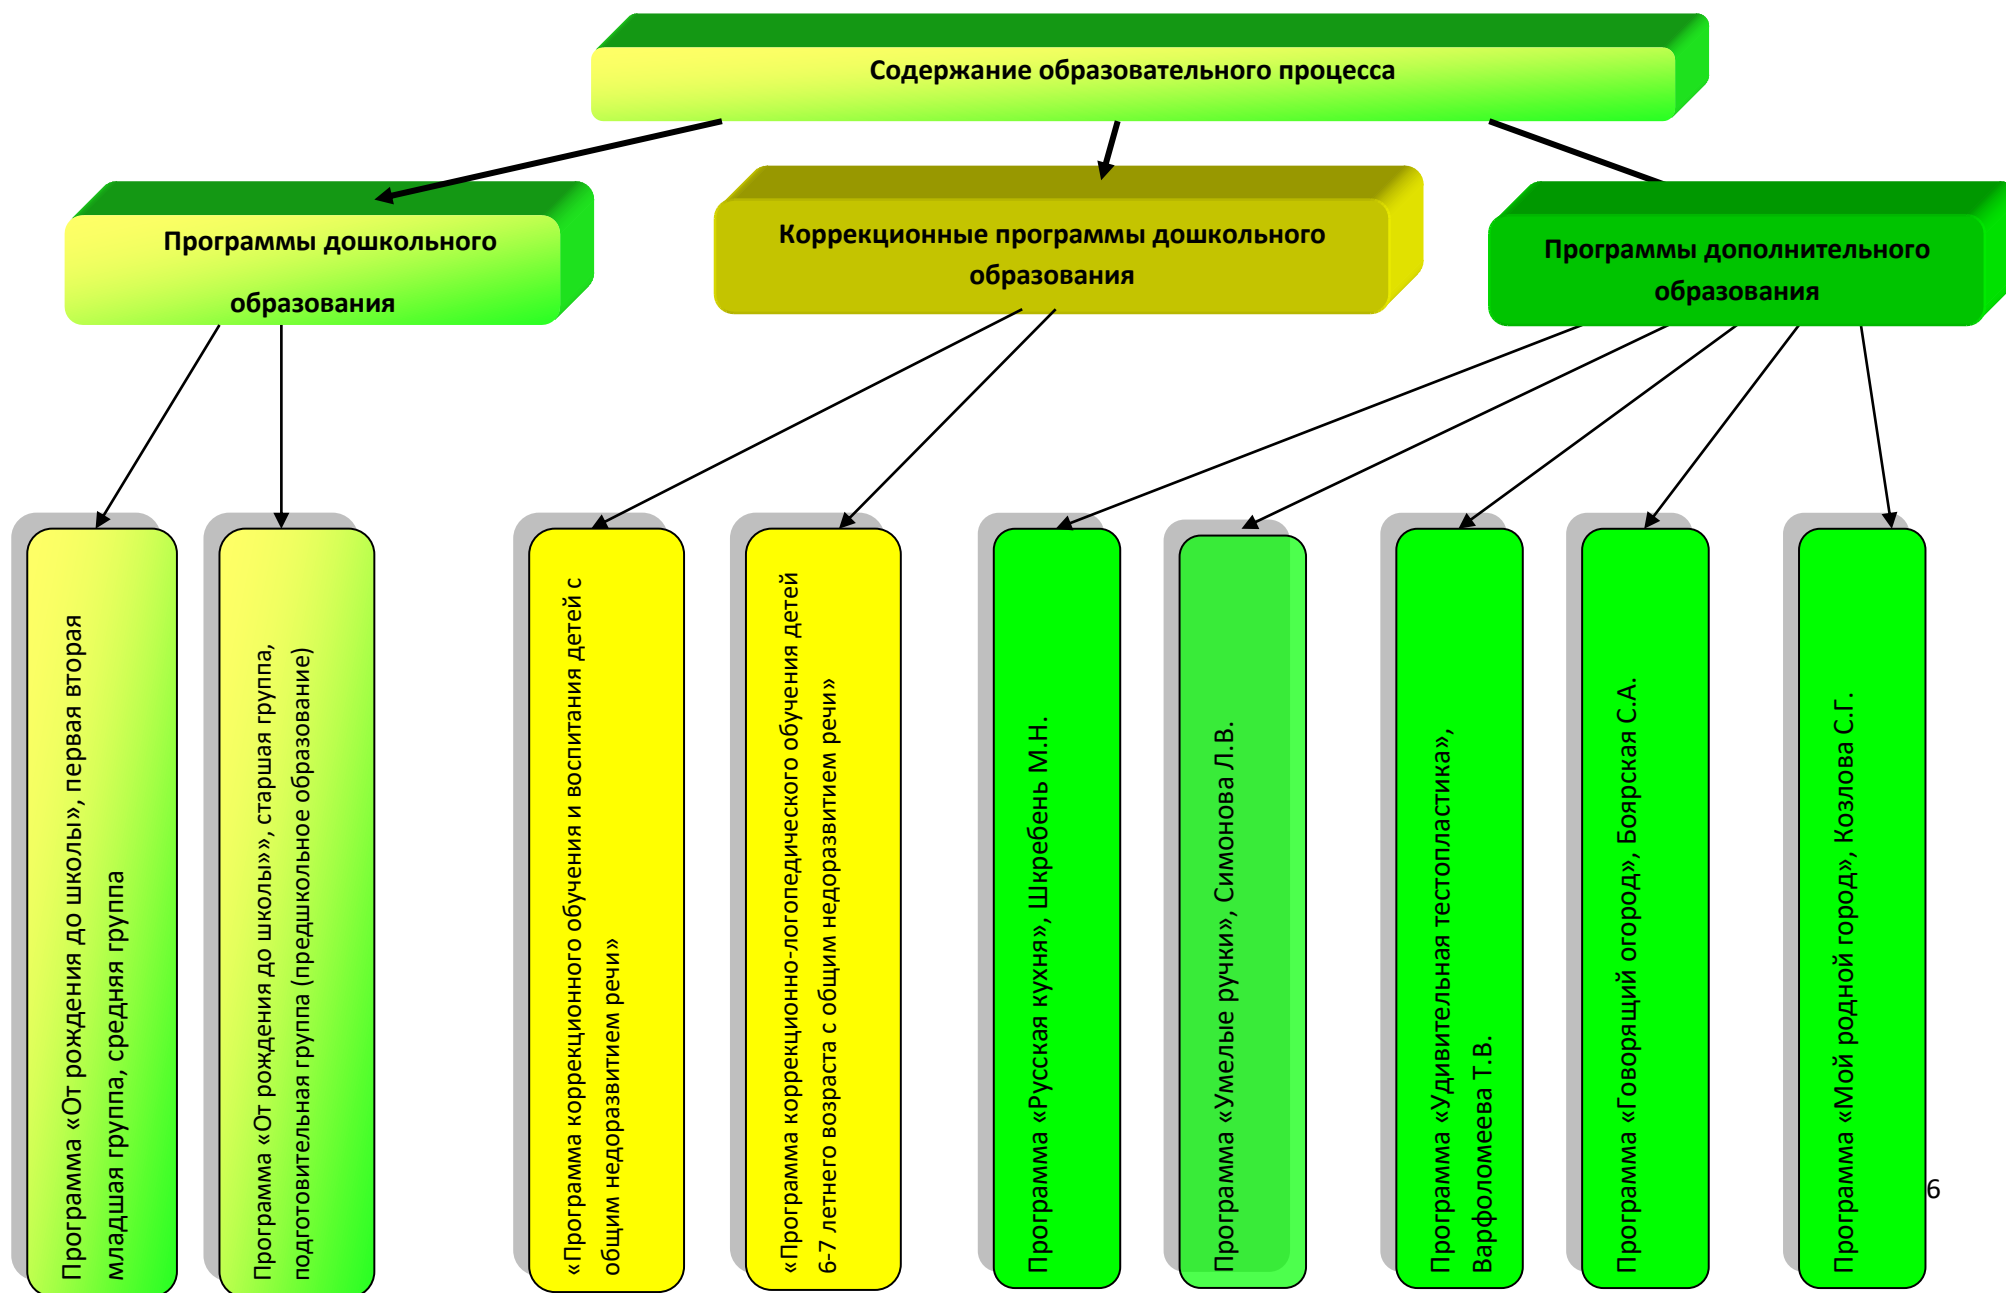 Содержание образовательного процесса
Программы дошкольного
образования
Коррекционные программы дошкольного
образования
Программы дополнительного
образования
Программа «От рождения до школы», первая вторая
младшая группа, средняя группа
Программа «От рождения до школы»», старшая группа,
подготовительная группа (предшкольное образование)
«Программа коррекционного обучения и воспитания детей с
общим недоразвитием речи»
«Программа коррекционно-логопедического обучения детей
6-7 летнего возраста с общим недоразвитием речи»
Программа «Русская кухня», Шкребень М.Н.
Программа «Умелые ручки», Симонова Л.В.
Программа «Удивительная тестопластика»,
Варфоломеева Т.В.
Программа «Говорящий огород», Боярская С.А.
Программа «Мой родной город», Козлова С.Г.
6